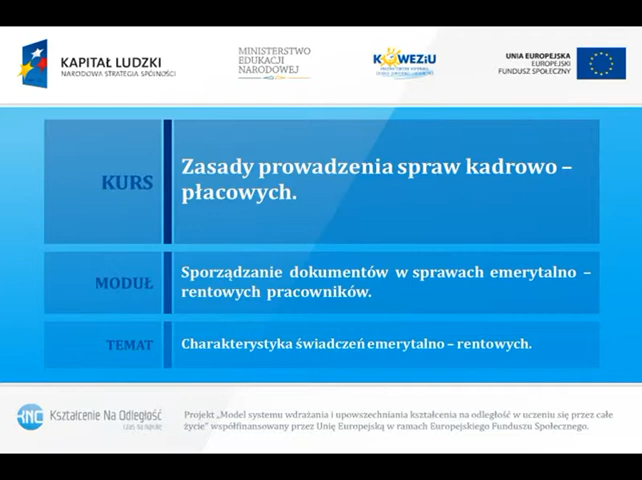 KAPITAŁ LUDZKI
NARODOWA STRATEGIA SPÓJNOŚCI
MINISTERSTWO
EDUKACJI
NARODOWEJ
KOWEZiU
UNIA EUROPEJSKA
EUROPEJSKI
FUNDUSZ SPOŁECZNY
KURS
Zasady prowadzenia spraw kadrowo –
płacowych.
MODUŁ
Sporządzanie dokumentów w sprawach emerytalno –
rentowych pracowników.
TEMAT
Charakterystyka świadczeń emerytalno – rentowych.
KNO
Kształcenie Na Odległość
Projekt „Model systemu wdrażania i upowszechniania kształcenia na odległość w uczeniu się przez całe
życie” współfinansowany przez Unię Europejską w ramach Europejskiego Funduszu Społecznego.